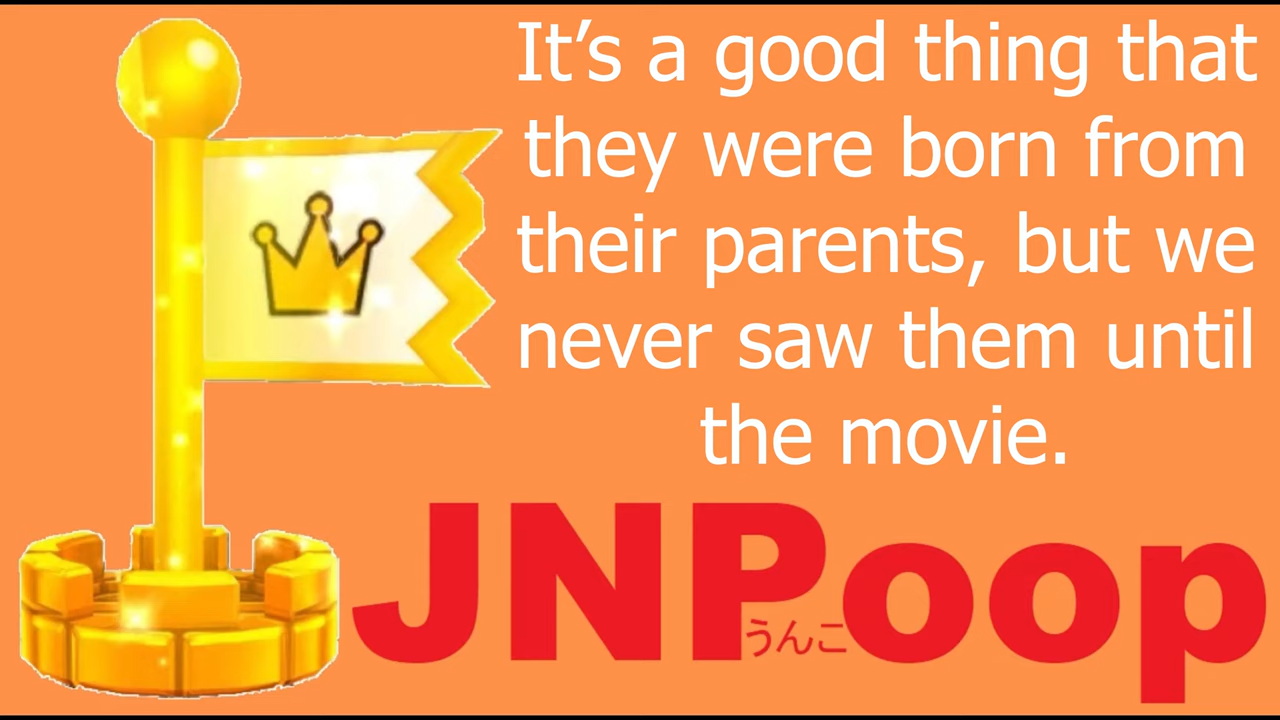 It’s a good thing that
they were born from
their parents, but we
never saw them until
the movie.
JNPoop
うんこ